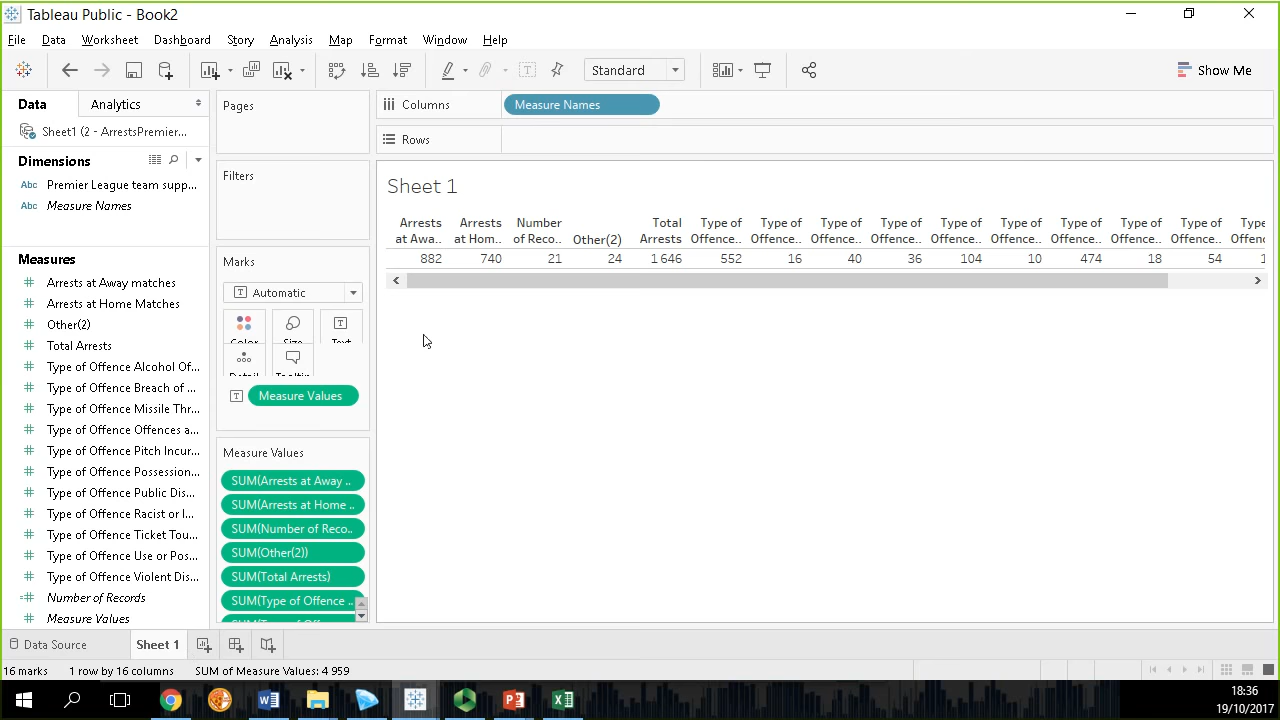 Tableau Public - Book2
File Data Worksheet Dashboard Story Analysis Map Format Window Help
Standard
Show Me
Data Analytics
Sheet1 (2 - ArrestsPremier...
Dimensions
Abc Premier League team supp...
Abc Measure Names
Measures
Arrests at Away matches
Arrests at Home Matches
Other(2)
Total Arrests
Type of Offence Alcohol Of...
Type of Offence Breach of ...
Type of Offence Missile Thr...
Type of Offence Offences a...
Type of Offence Pitch Incur...
Type of Offence Possession...
Type of Offence Public Dis...
Type of Offence Racist or I...
Type of Offence Ticket Tou...
Type of Offence Use or Pos...
Type of Offence Violent Dis...
Number of Records
Measure Values
Pages
Filters
Marks
Automatic
Color Size Text
Detail Tooltip
Measure Values
Measure Values
SUM(Arrests at Away ..
SUM(Arrests at Home ..
SUM(Number of Reco..
SUM(Other(2))
SUM(Total Arrests)
SUM(Type of Offence ..
Columns Measure Names
Rows
Sheet 1
Arrests Arrests Number Total Type of Type of Type of Type of Type of Type of Type of Type of Type of Type
at Awa.. at Hom.. of Reco.. Other(2) Arrests Offence.. Offence.. Offence.. Offence.. Offence.. Offence.. Offence.. Offence.. Offence.. Offenc
882 740 21 24 1 646 552 16 40 36 104 10 474 18 54 1
Data Source Sheet 1
16 marks 1 row by 16 columns SUM of Measure Values: 4 959
18:36
19/10/2017